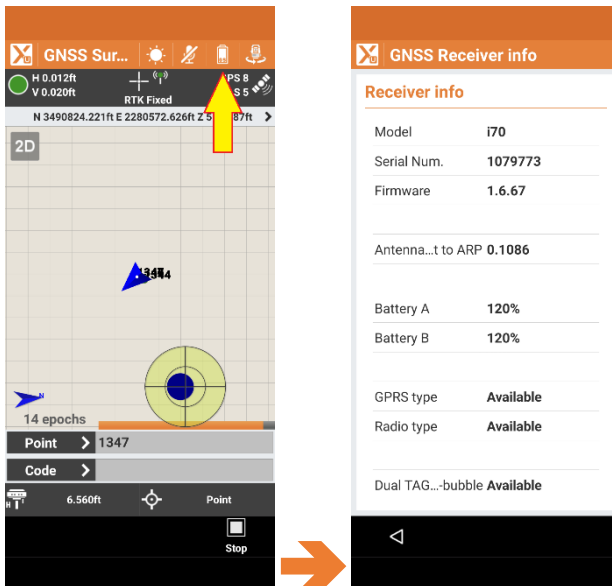 GNSS Sur...
H 0.012ft
V 0.020ft
RTK Fixed
PS 8
S 5
N 3490824.221ft E 2280572.626ft Z 5 87ft
2D
N
14 epochs
Point 1347
Code
H
6.560ft
Point
Stop
GNSS Receiver info
Receiver info
Model i70
Serial Num. 1079773
Firmware 1.6.67
Antenna...t to ARP 0.1086
Battery A 120%
Battery B 120%
GPRS type Available
Radio type Available
Dual TAG...-bubble Available